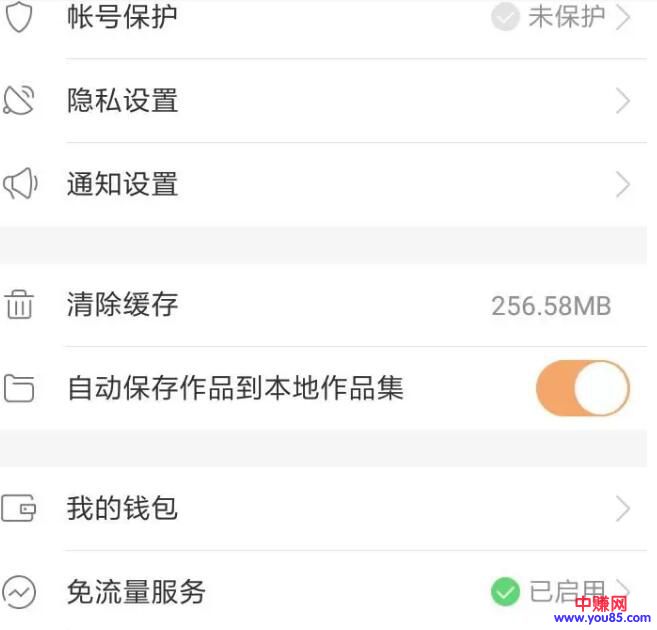 帐号保护 未保护
隐私设置
通知设置
清除缓存 256.58MB
自动保存作品到本地作品集
我的钱包
免流量服务 已启用
中赚网
www.you85.com